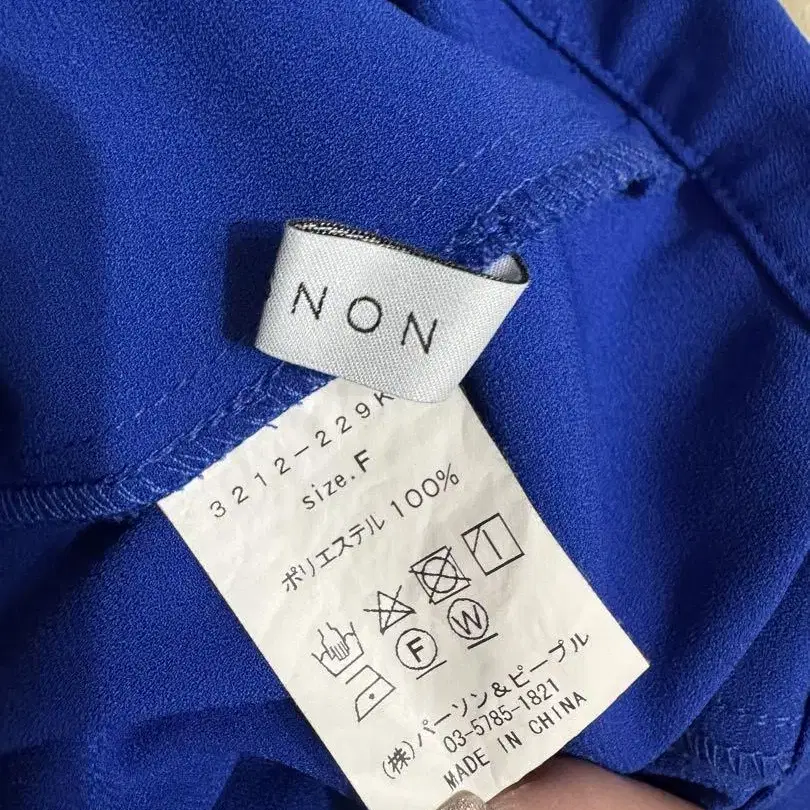 NON
3212-229K
size.F
ポリエステル 100%
F W
(株)パーソン&ピープル
03-5785-1821
MADE IN CHINA